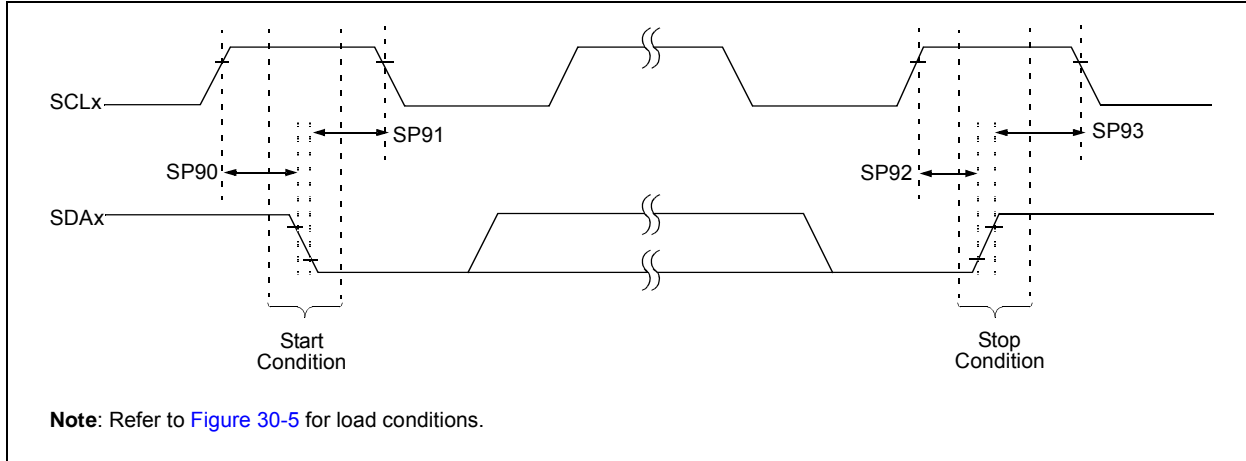 SCLx
SP91
SP93
SP90
SP92
SDAx
Start
Condition
Stop
Condition
Note: Refer to Figure 30-5 for load conditions.